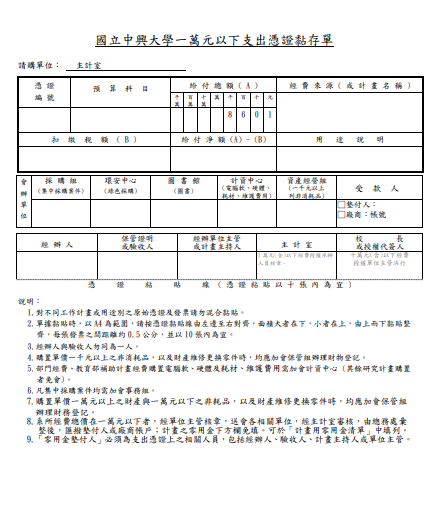 國立中興大學一萬元以下支出憑證黏存單
請購單位： 主計室
憑證編號 預算科目 給付總額(A) 經費來源(或計畫名稱)
千萬 百萬 十萬 萬 千 百 十 元
8 6 0 1
扣繳稅額(B) 給付淨額(A)-(B) 用途說明
會辦單位 採購組 環安中心 圖書館 計資中心 資產經營組 受款人
(集中採購案件) (綠色採購) (圖書) (電腦軟、硬體、耗材、維護費用) (一千元以上列非消耗品)
□墊付人：
□廠商：帳號
經辦人 保管證明或驗收人 經辦單位主管或計畫主持人 主計室 校長或授權代簽人
十萬元(含)以下經費授權單位主管決行
憑證粘貼線(憑證粘貼以十張內為宜)
說明：
1.對不同工作計畫或用途別之原始憑證及發票請勿混合黏貼。
2.單據黏貼時，以A4為範圍，請按憑證黏貼線由左邊至右對齊，面積大者在下，小者在上，由上而下黏貼整
齊，每張發票之間距離約0.5公分，並以10張內為宜。
3.經辦人與驗收人勿同為一人。
4.購置單價一千元以上之非消耗品，以及財產維修更換零件時，均應加會保管組辦理財物登記。
5.部門經費、教育部補助計畫經費購置電腦軟、硬體及耗材、維護費用需加會計資中心（其餘研究計畫購置
者免會）。
6.凡集中採購案件均需加會事務組。
7.購置單價一萬元以上之財產與一萬元以下之非耗品，以及財產維修更換零件時，均應加會保管組
辦理財務登記。
8.系所經費總價在一萬元以下者，經單位主管核章，送會各相關單位，經主計室審核，由總務處彙
整後，匯撥墊付人或廠商帳戶；計畫之零用金下方欄免填。可於「計畫用零用金清單」中填列。
9.「零用金墊付人」必須為支出憑證上之相關人員，包括經辦人、驗收人、計畫主持人或單位主管。